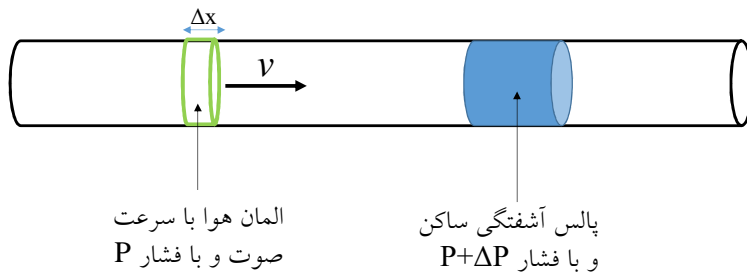 Δx
v
المان هوا با سرعت
صوت و با فشار P
پالس آشفتگی ساکن
و با فشار P+ΔP